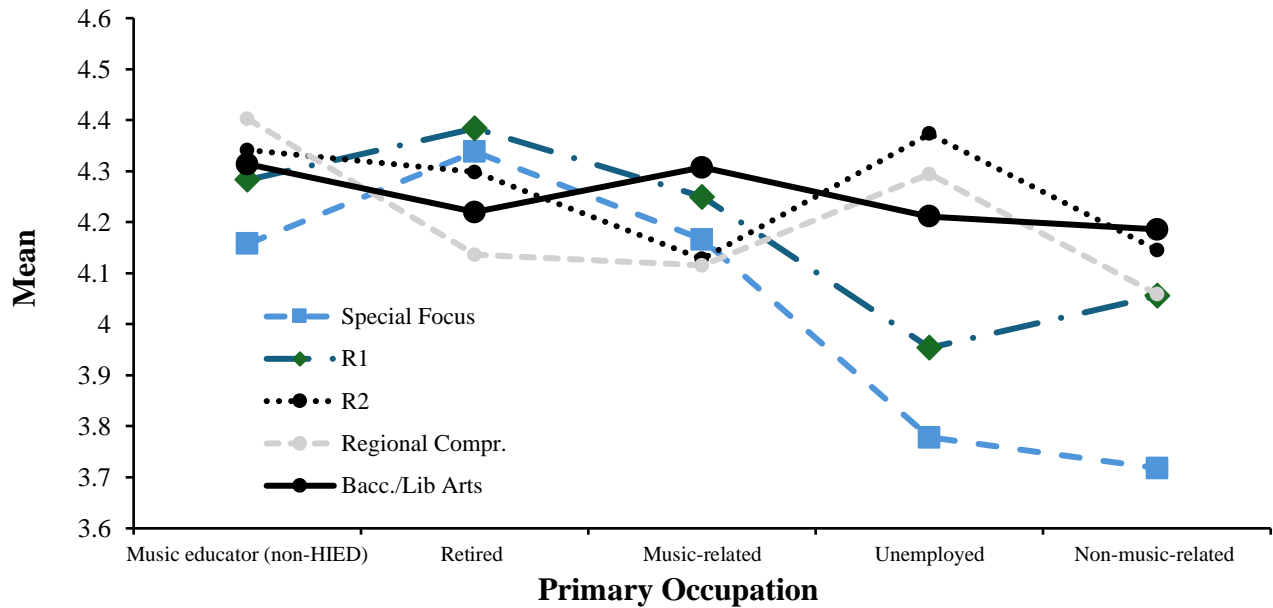 4.6
4.5
4.4
4.3
4.2
4.1
4
3.9
3.8
3.7
3.6
Mean
Special Focus
R1
R2
Regional Compr.
Bacc./Lib Arts
Music educator (non-HIED) Retired Music-related Unemployed Non-music-related
Primary Occupation